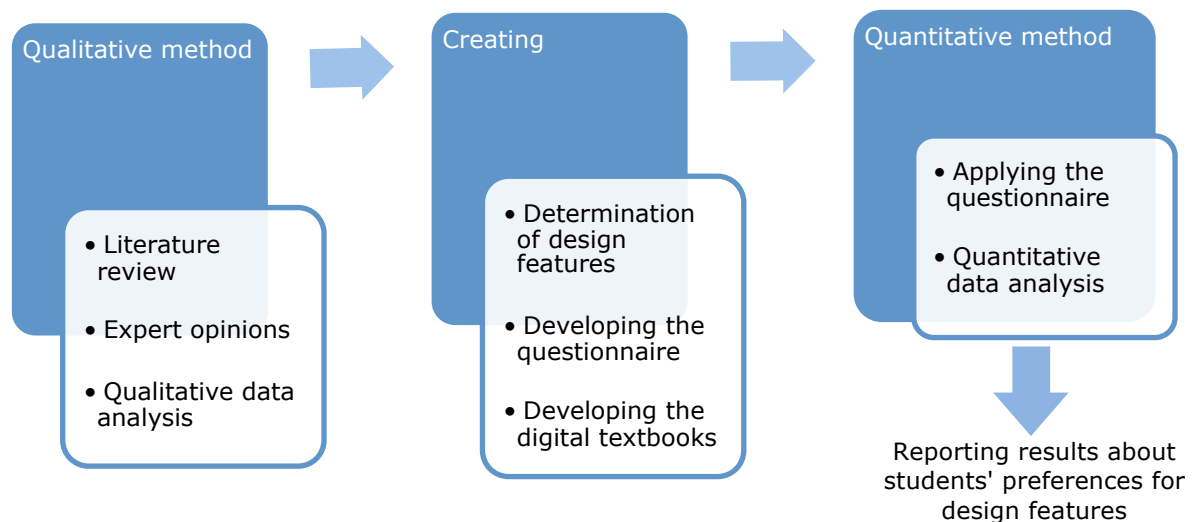 Qualitative method
• Literature
review
• Expert opinions
• Qualitative data
analysis
Creating
• Determination
of design
features
• Developing the
questionnaire
• Developing the
digital textbooks
Quantitative method
• Applying the
questionnaire
• Quantitative
data analysis
Reporting results about
students' preferences for
design features